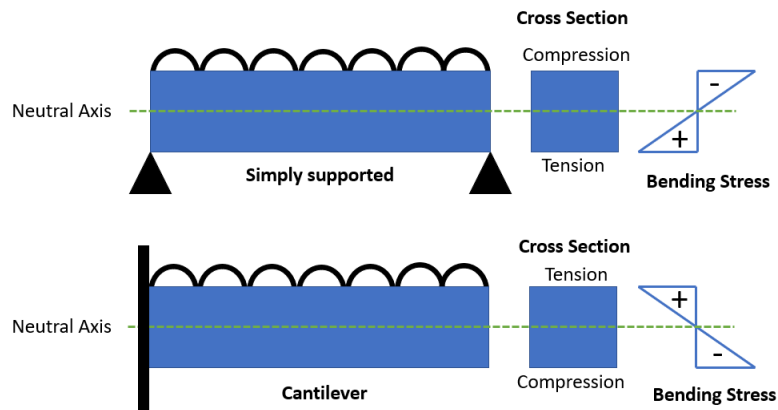 Cross Section
Compression
-
Neutral Axis
+
Simply supported
Tension
Bending Stress
Cross Section
Tension
+
Neutral Axis
-
Cantilever
Compression
Bending Stress